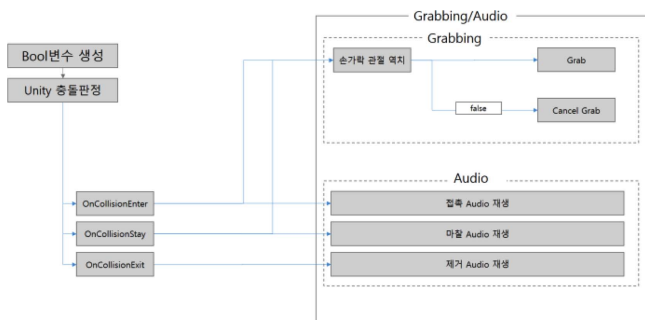 Grabbing/Audio
Grabbing
Bool변수 생성
Unity 충돌판정
손가락 관절 역치
Grab
false
Cancel Grab
Audio
OnCollisionEnter
접촉 Audio 재생
OnCollisionStay
마찰 Audio 재생
OnCollisionExit
제거 Audio 재생